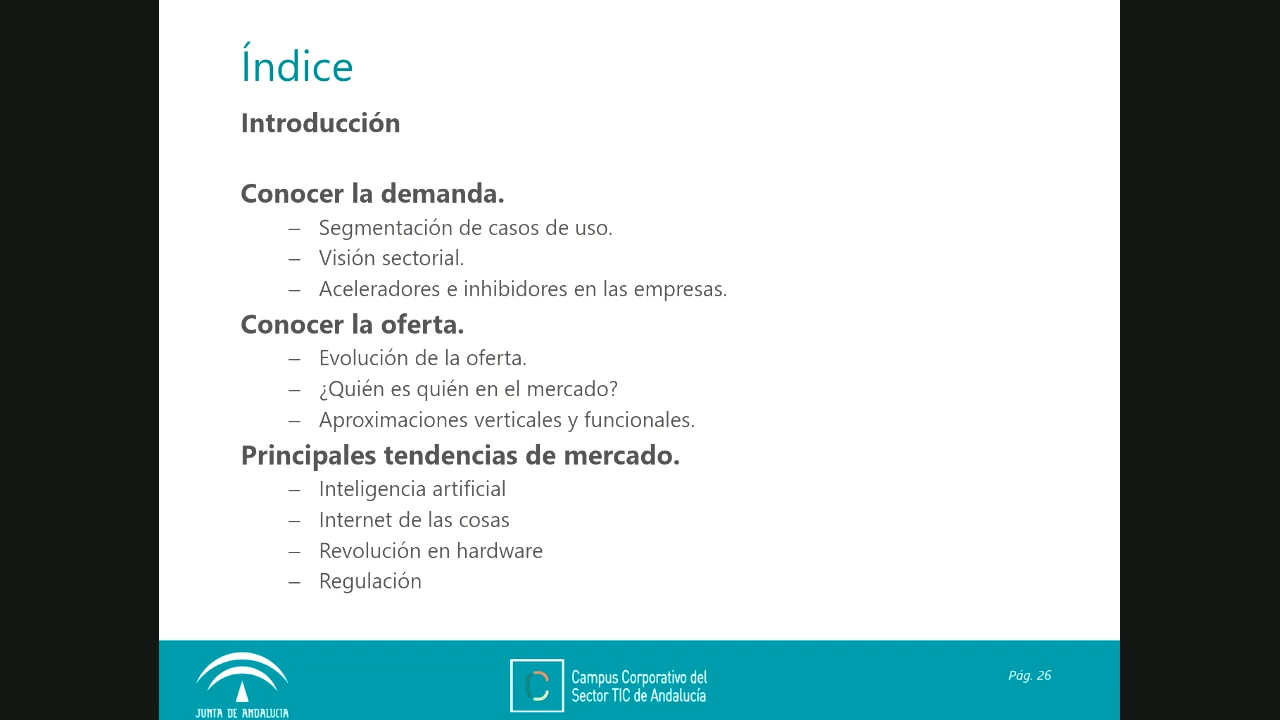 Índice
Introducción
Conocer la demanda.
– Segmentación de casos de uso.
– Visión sectorial.
– Aceleradores e inhibidores en las empresas.
Conocer la oferta.
– Evolución de la oferta.
– ¿Quién es quién en el mercado?
– Aproximaciones verticales y funcionales.
Principales tendencias de mercado.
– Inteligencia artificial
– Internet de las cosas
– Revolución en hardware
– Regulación
JUNTA DE ANDALUCIA
C
Campus Corporativo del
Sector TIC de Andalucía
Pág. 26